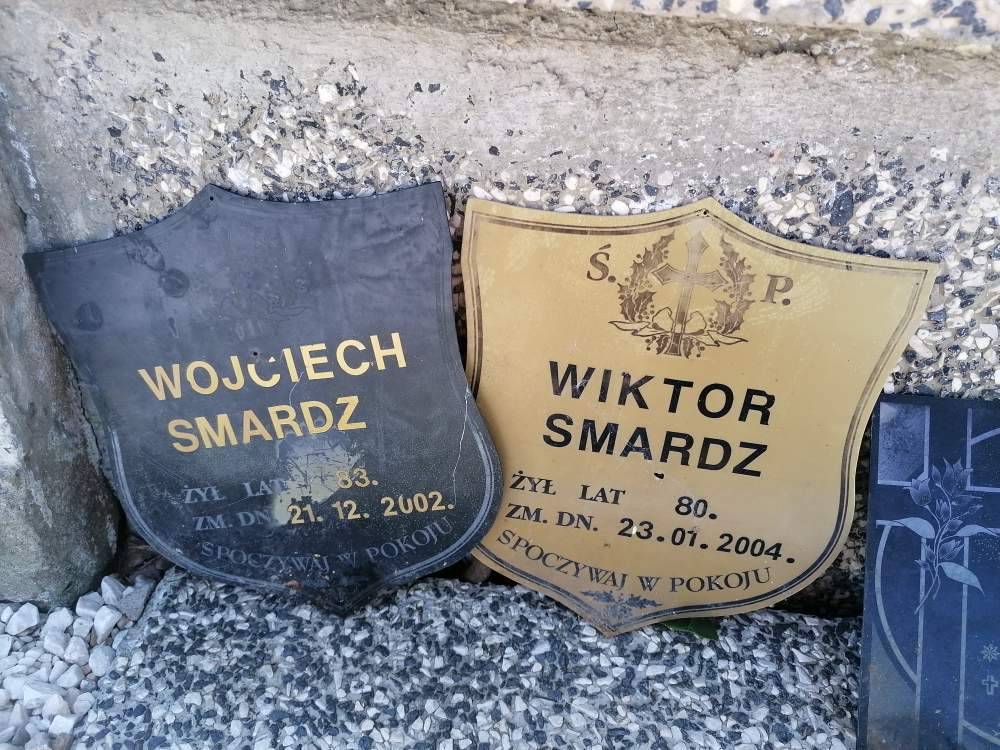 WOJCIECH
SMARDZ
ŻYŁ LAT 83.
ZM. DN. 21. 12. 2002.
SPOCZYWAJ W POKOJU
Ś. P.
WIKTOR
SMARDZ
ŻYŁ LAT 80.
ZM. DN. 23.01.2004.
SPOCZYWAJ W POKOJU